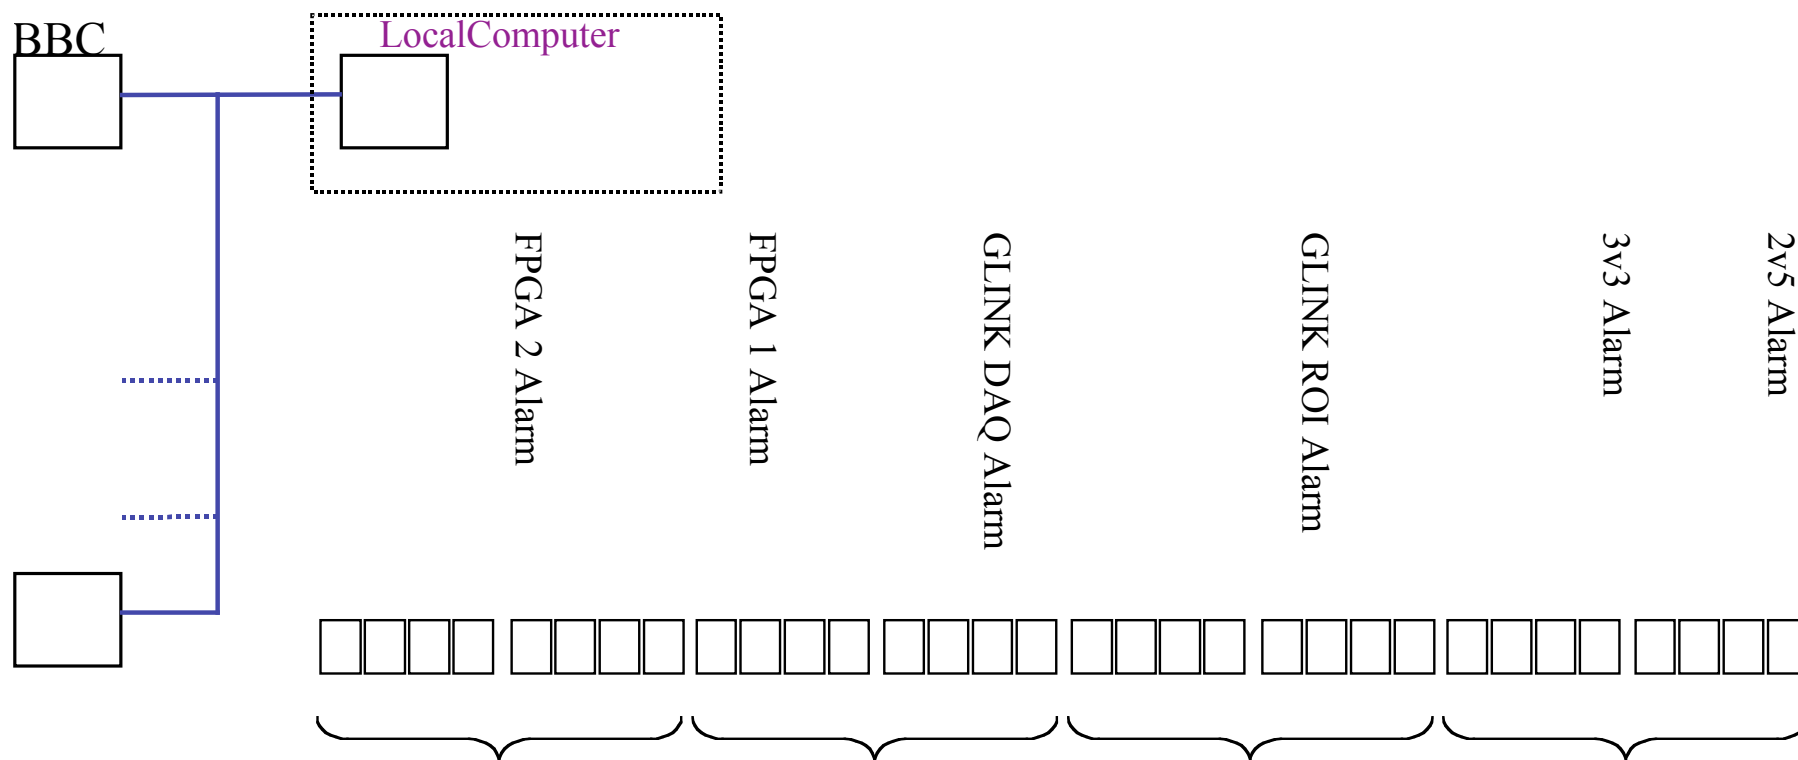 BBC
LocalComputer
FPGA 2 Alarm
FPGA 1 Alarm
GLINK DAQ Alarm
GLINK ROI Alarm
3v3 Alarm
2v5 Alarm